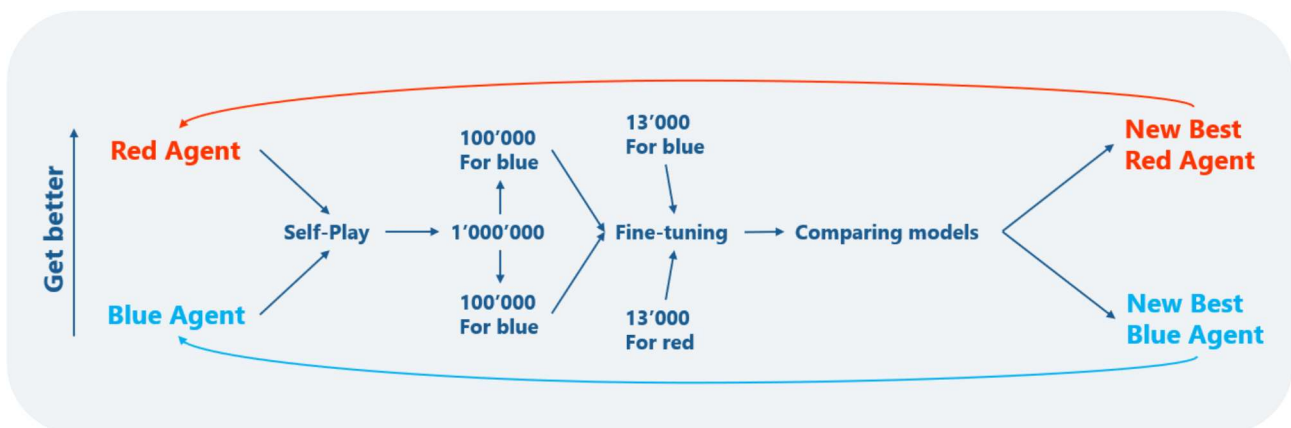 Get better
Red Agent
Blue Agent
Self-Play
100’000
For blue
1’000’000
100’000
For blue
13’000
For blue
Fine-tuning
13’000
For red
Comparing models
New Best
Red Agent
New Best
Blue Agent